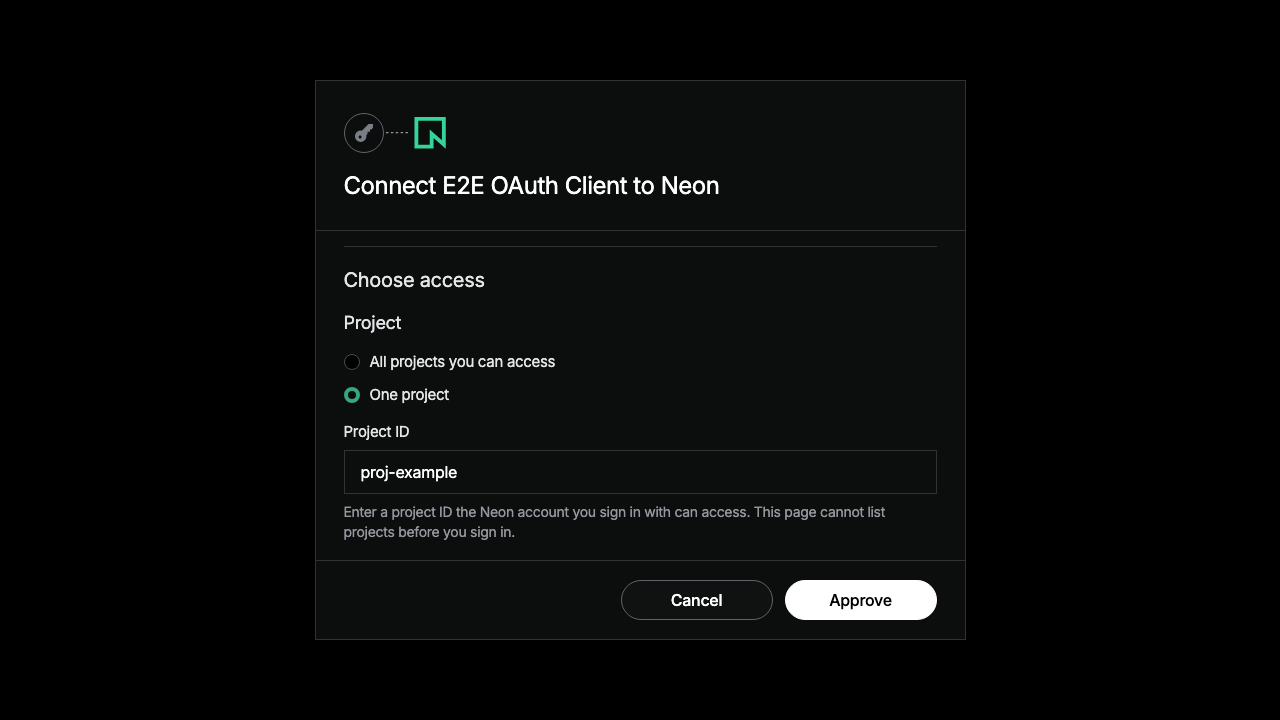 Connect E2E OAuth Client to Neon
Choose access
Project
All projects you can access
One project
Project ID
proj-example
Enter a project ID the Neon account you sign in with can access. This page cannot list
projects before you sign in.
Cancel
Approve